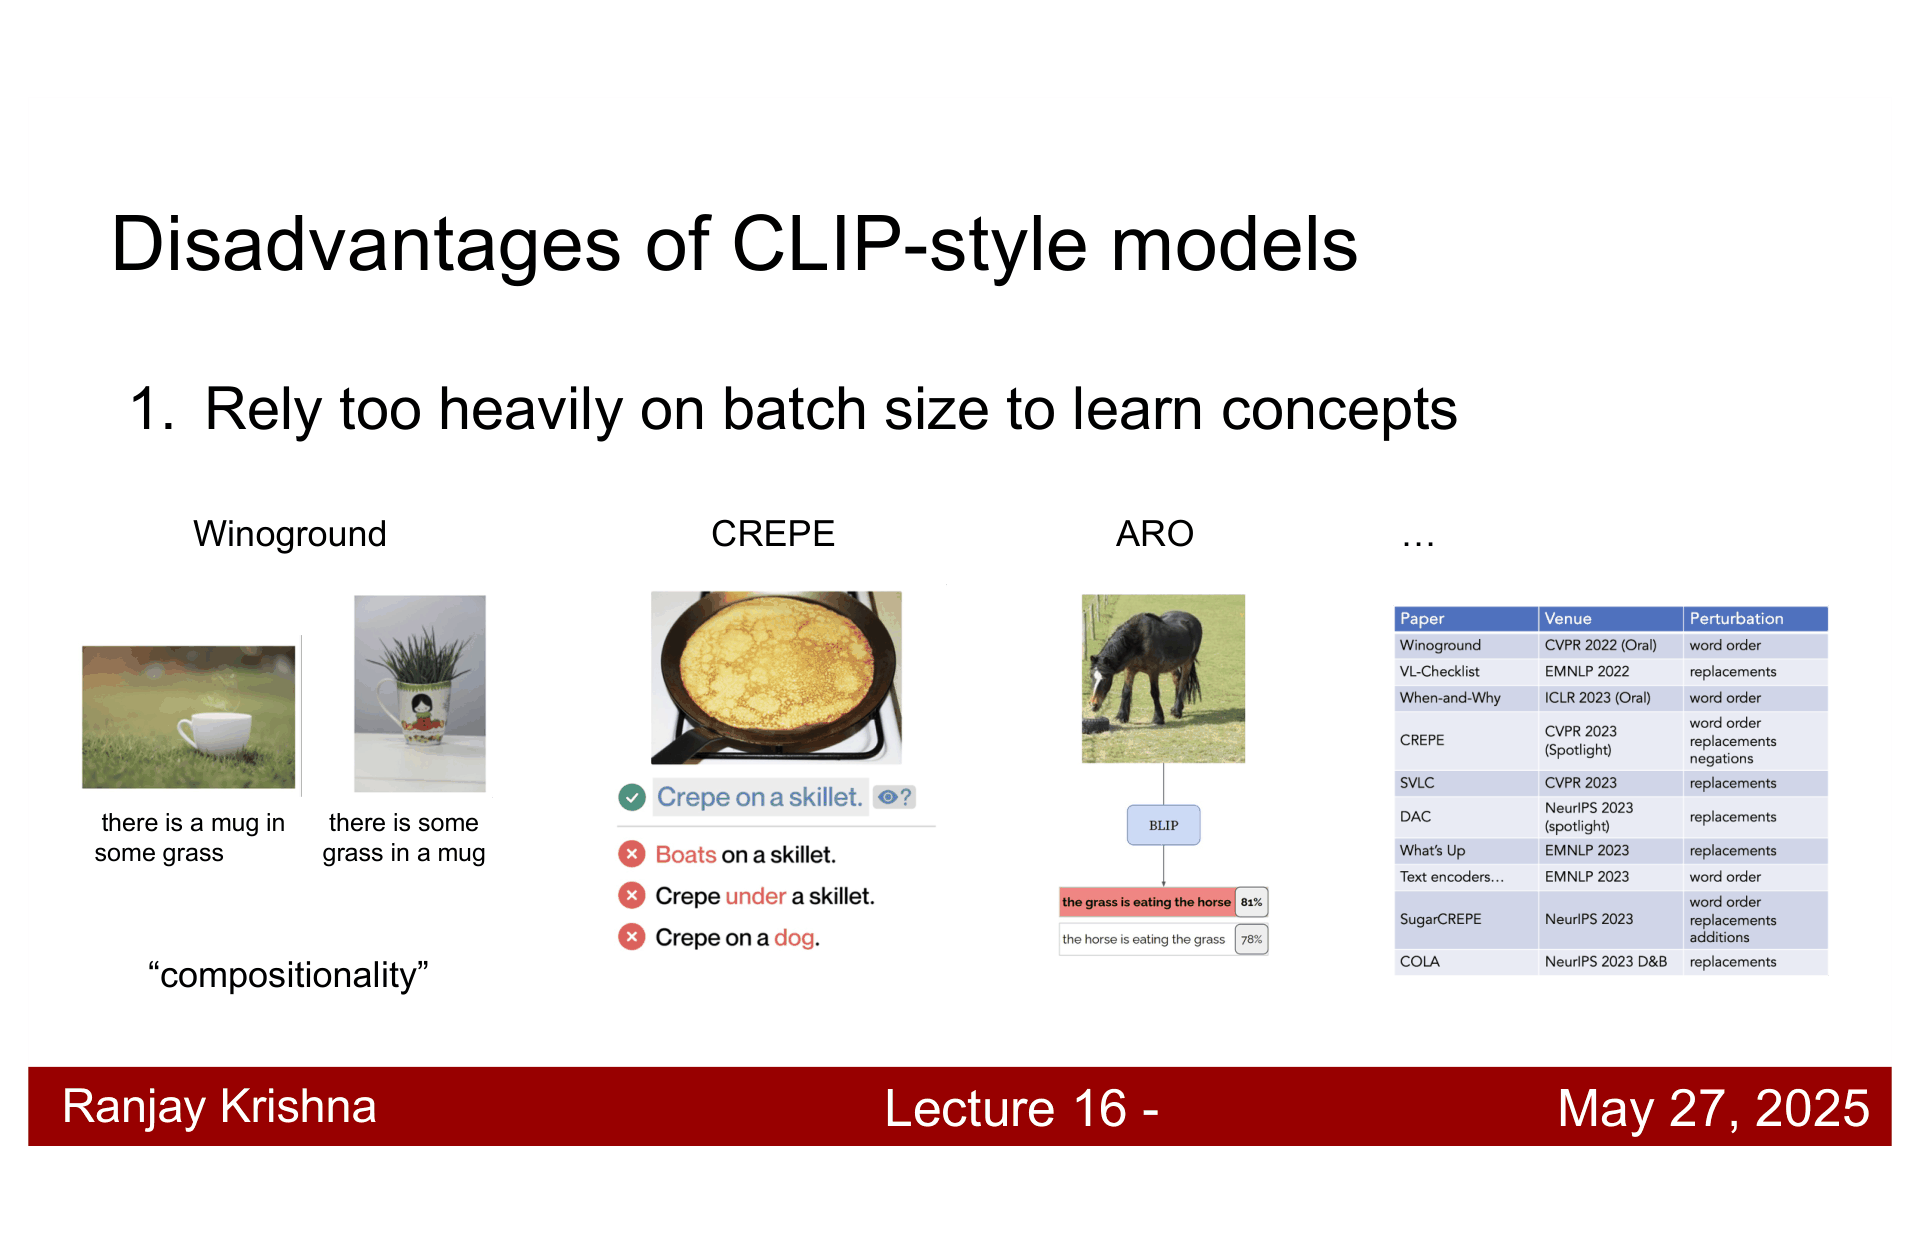 Disadvantages of CLIP-style models
1. Rely too heavily on batch size to learn concepts
Winoground
there is a mug in
some grass
there is some
grass in a mug
“compositionality”
CREPE
Crepe on a skillet. ?
Boats on a skillet.
Crepe under a skillet.
Crepe on a dog.
ARO
BLIP
the grass is eating the horse 81%
the horse is eating the grass 78%
…
Paper Venue Perturbation
Winoground CVPR 2022 (Oral) word order
VL-Checklist EMNLP 2022 replacements
When-and-Why ICLR 2023 (Oral) word order
CREPE CVPR 2023 (Spotlight) word order replacements negations
SVLC CVPR 2023 replacements
DAC NeurIPS 2023 (spotlight) replacements
What's Up EMNLP 2023 replacements
Text encoders... EMNLP 2023 word order
SugarCREPE NeurIPS 2023 word order replacements additions
COLA NeurIPS 2023 D&B replacements
Ranjay Krishna
Lecture 16 -
May 27, 2025